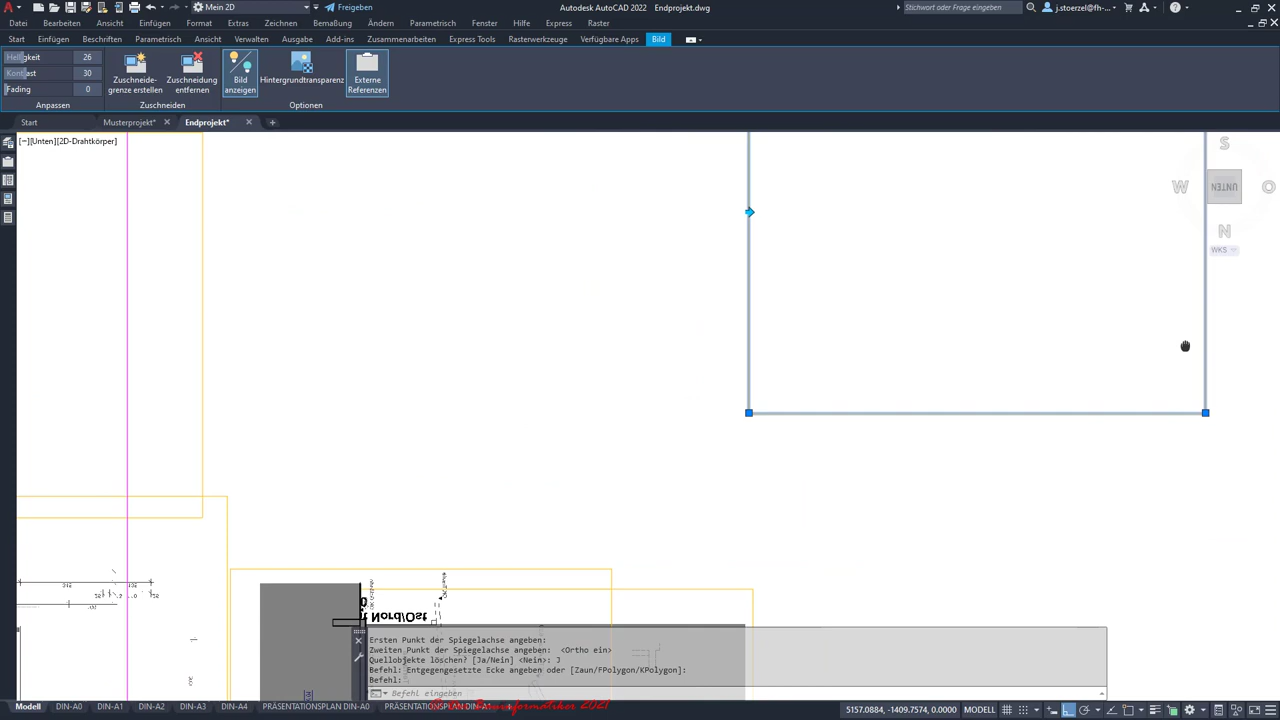 Mein 2D
Freigeben
Autodesk AutoCAD 2022
Endprojekt.dwg
Stichwort oder Frage eingeben
j.stoerzel@fh-...
Datei Bearbeiten Ansicht Einfügen Format Extras Zeichnen Bemaßung Ändern Parametrisch Fenster Hilfe Express Raster
Start Einfügen Beschriften Parametrisch Ansicht Verwalten Ausgabe Add-ins Zusammenarbeiten Express Tools Rasterwerkzeuge Verfügbare Apps Bild
Helligkeit 26
Kontrast 30
Fading 0
Anpassen
Zuschneide-
grenze erstellen
Zuschneidung
entfernen
Zuschneiden
Bild
anzeigen
Hintergrundtransparenz
Externe
Referenzen
Optionen
Start Musterprojekt* Endprojekt*
[−][Unten][2D-Drahtkörper]
S
W
UNTEN
O
N
WKS
t Nord/Ost
Ersten Punkt der Spiegelachse angeben:
Zweiten Punkt der Spiegelachse angeben: <Ortho ein>
Quellobjekte löschen? [Ja/Nein] <Nein>: J
Befehl: Entgegengesetzte Ecke angeben oder [Zaun/FPolygon/KPolygon]:
Befehl:
Befehl eingeben
Modell DIN-A0 DIN-A1 DIN-A2 DIN-A3 DIN-A4 PRÄSENTATIONSPLAN DIN-A0 PRÄSENTATIONSPLAN DIN-A1
2021
5157.0884, -1409.7574, 0.0000 MODELL